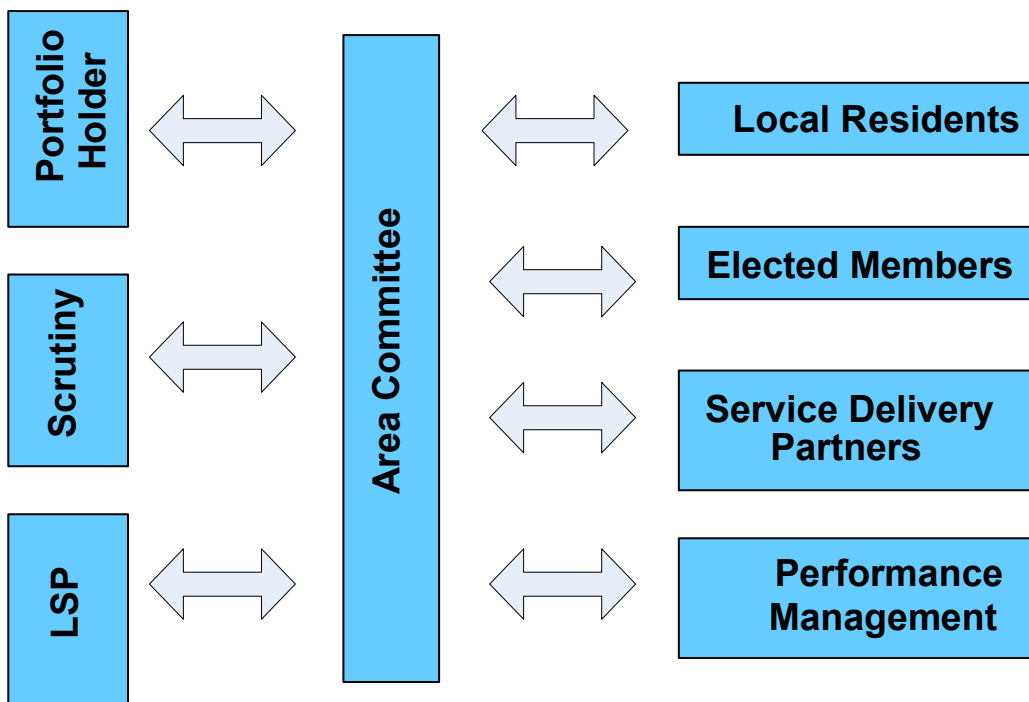 Portfolio
Holder
Scrutiny
LSP
Area Committee
Local Residents
Elected Members
Service Delivery
Partners
Performance
Management